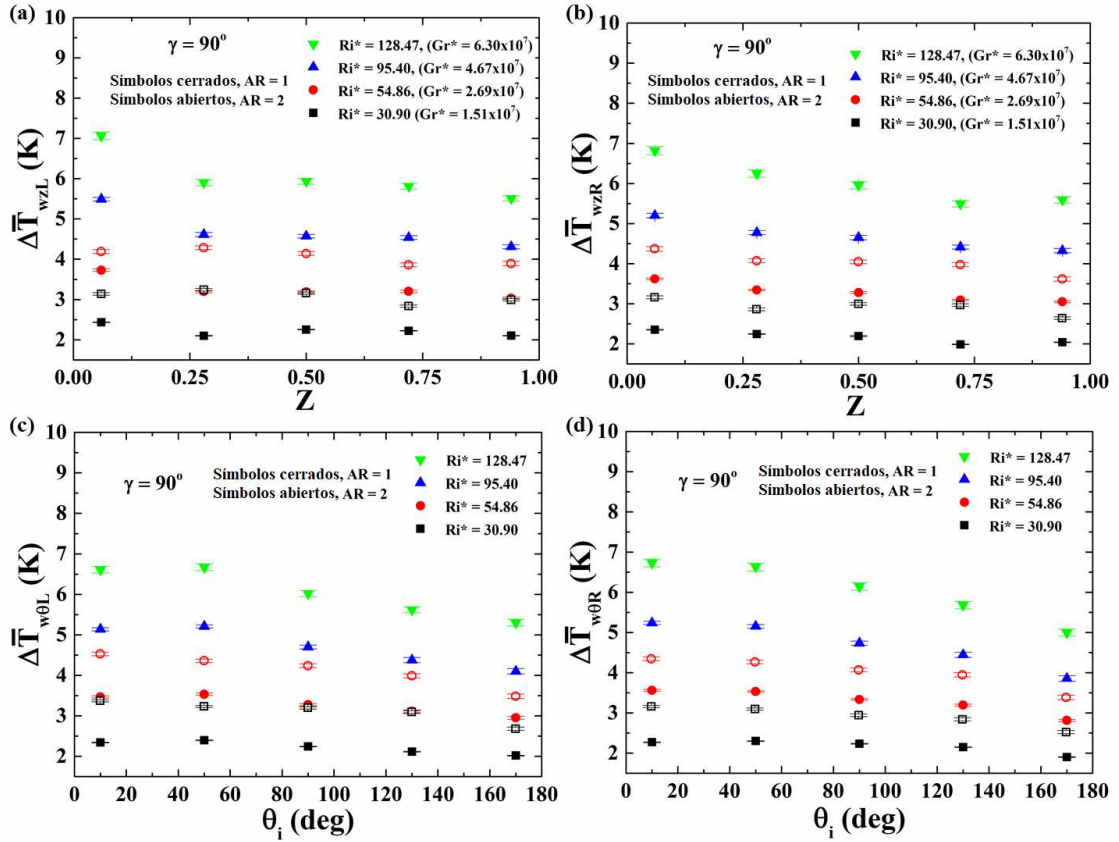 (a)
10
9
8
7
6
5
4
3
2
ΔT̅wzL (K)
γ = 90º
Símbolos cerrados, AR = 1
Símbolos abiertos, AR = 2
Ri* = 128.47, (Gr* = 6.30x10⁷)
Ri* = 95.40, (Gr* = 4.67x10⁷)
Ri* = 54.86, (Gr* = 2.69x10⁷)
Ri* = 30.90 (Gr* = 1.51x10⁷)
0.00 0.25 0.50 0.75 1.00
Z
(b)
10
9
8
7
6
5
4
3
2
ΔT̅wzR (K)
γ = 90º
Símbolos cerrados, AR = 1
Símbolos abiertos, AR = 2
Ri* = 128.47, (Gr* = 6.30x10⁷)
Ri* = 95.40, (Gr* = 4.67x10⁷)
Ri* = 54.86, (Gr* = 2.69x10⁷)
Ri* = 30.90, (Gr* = 1.51x10⁷)
0.00 0.25 0.50 0.75 1.00
Z
(c)
10
9
8
7
6
5
4
3
2
ΔT̅wθL (K)
γ = 90º
Símbolos cerrados, AR = 1
Símbolos abiertos, AR = 2
Ri* = 128.47
Ri* = 95.40
Ri* = 54.86
Ri* = 30.90
0 20 40 60 80 100 120 140 160 180
θi (deg)
(d)
10
9
8
7
6
5
4
3
2
ΔT̅wθR (K)
γ = 90º
Símbolos cerrados, AR = 1
Símbolos abiertos, AR = 2
Ri* = 128.47
Ri* = 95.40
Ri* = 54.86
Ri* = 30.90
0 20 40 60 80 100 120 140 160 180
θi (deg)